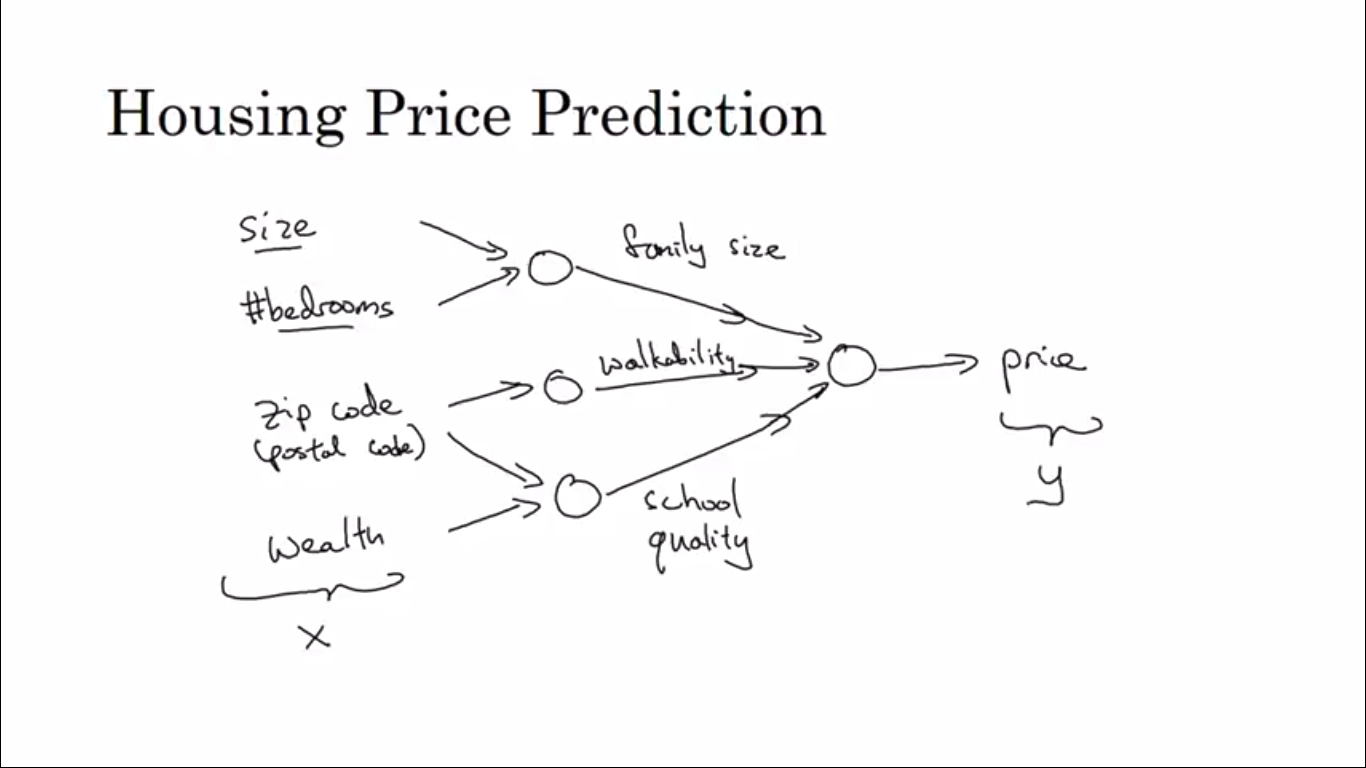 Housing Price Prediction
size
#bedrooms
zip code
(postal code)
wealth
x
family size
walkability
school
quality
price
y